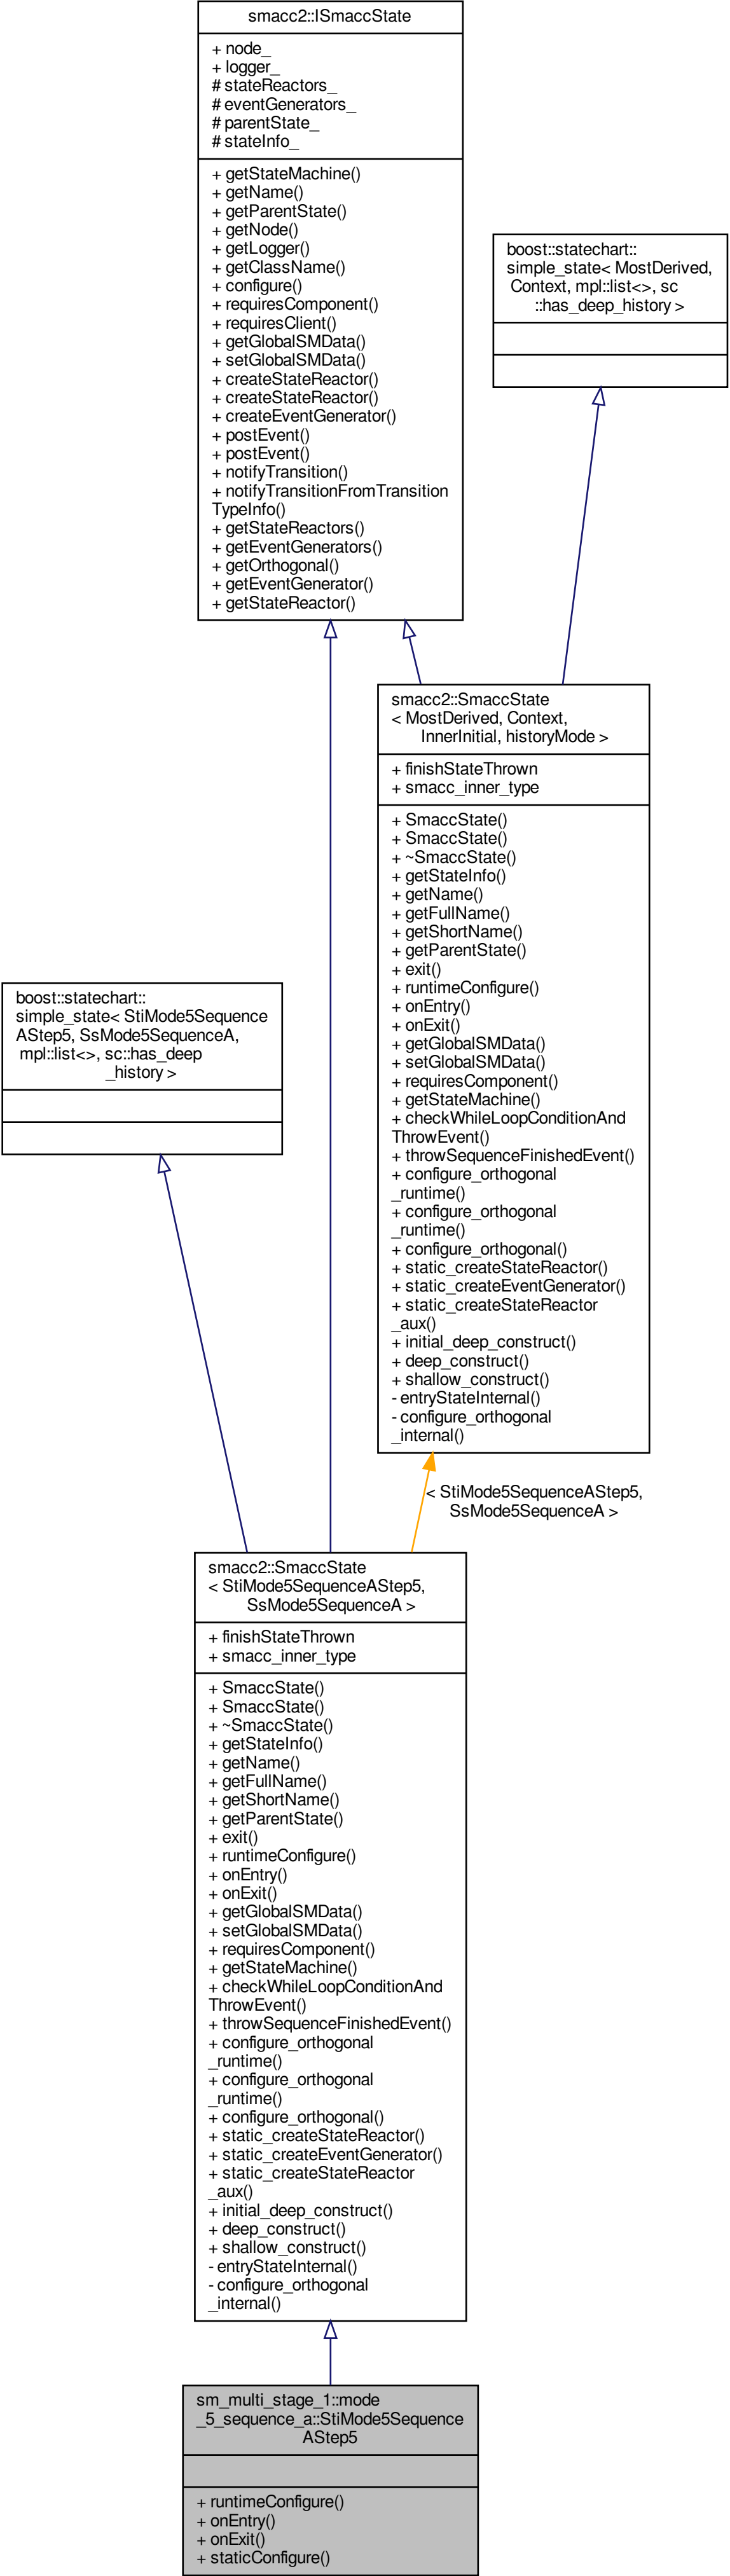 smacc2::ISmaccState
+ node_
+ logger_
# stateReactors_
# eventGenerators_
# parentState_
# stateInfo_
+ getStateMachine()
+ getName()
+ getParentState()
+ getNode()
+ getLogger()
+ getClassName()
+ configure()
+ requiresComponent()
+ requiresClient()
+ getGlobalSMData()
+ setGlobalSMData()
+ createStateReactor()
+ createStateReactor()
+ createEventGenerator()
+ postEvent()
+ postEvent()
+ notifyTransition()
+ notifyTransitionFromTransition
TypeInfo()
+ getStateReactors()
+ getEventGenerators()
+ getOrthogonal()
+ getEventGenerator()
+ getStateReactor()
boost::statechart::
simple_state< MostDerived,
Context, mpl::list<>, sc
::has_deep_history >
smacc2::SmaccState
< MostDerived, Context,
InnerInitial, historyMode >
+ finishStateThrown
+ smacc_inner_type
+ SmaccState()
+ SmaccState()
+ ~SmaccState()
+ getStateInfo()
+ getName()
+ getFullName()
+ getShortName()
+ getParentState()
+ exit()
+ runtimeConfigure()
+ onEntry()
+ onExit()
+ getGlobalSMData()
+ setGlobalSMData()
+ requiresComponent()
+ getStateMachine()
+ checkWhileLoopConditionAnd
ThrowEvent()
+ throwSequenceFinishedEvent()
+ configure_orthogonal
_runtime()
+ configure_orthogonal
_runtime()
+ configure_orthogonal()
+ static_createStateReactor()
+ static_createEventGenerator()
+ static_createStateReactor
_aux()
+ initial_deep_construct()
+ deep_construct()
+ shallow_construct()
- entryStateInternal()
- configure_orthogonal
_internal()
boost::statechart::
simple_state< StiMode5Sequence
AStep5, SsMode5SequenceA,
mpl::list<>, sc::has_deep
_history >
< StiMode5SequenceAStep5,
SsMode5SequenceA >
smacc2::SmaccState
< StiMode5SequenceAStep5,
SsMode5SequenceA >
+ finishStateThrown
+ smacc_inner_type
+ SmaccState()
+ SmaccState()
+ ~SmaccState()
+ getStateInfo()
+ getName()
+ getFullName()
+ getShortName()
+ getParentState()
+ exit()
+ runtimeConfigure()
+ onEntry()
+ onExit()
+ getGlobalSMData()
+ setGlobalSMData()
+ requiresComponent()
+ getStateMachine()
+ checkWhileLoopConditionAnd
ThrowEvent()
+ throwSequenceFinishedEvent()
+ configure_orthogonal
_runtime()
+ configure_orthogonal
_runtime()
+ configure_orthogonal()
+ static_createStateReactor()
+ static_createEventGenerator()
+ static_createStateReactor
_aux()
+ initial_deep_construct()
+ deep_construct()
+ shallow_construct()
- entryStateInternal()
- configure_orthogonal
_internal()
sm_multi_stage_1::mode
_5_sequence_a::StiMode5Sequence
AStep5
+ runtimeConfigure()
+ onEntry()
+ onExit()
+ staticConfigure()